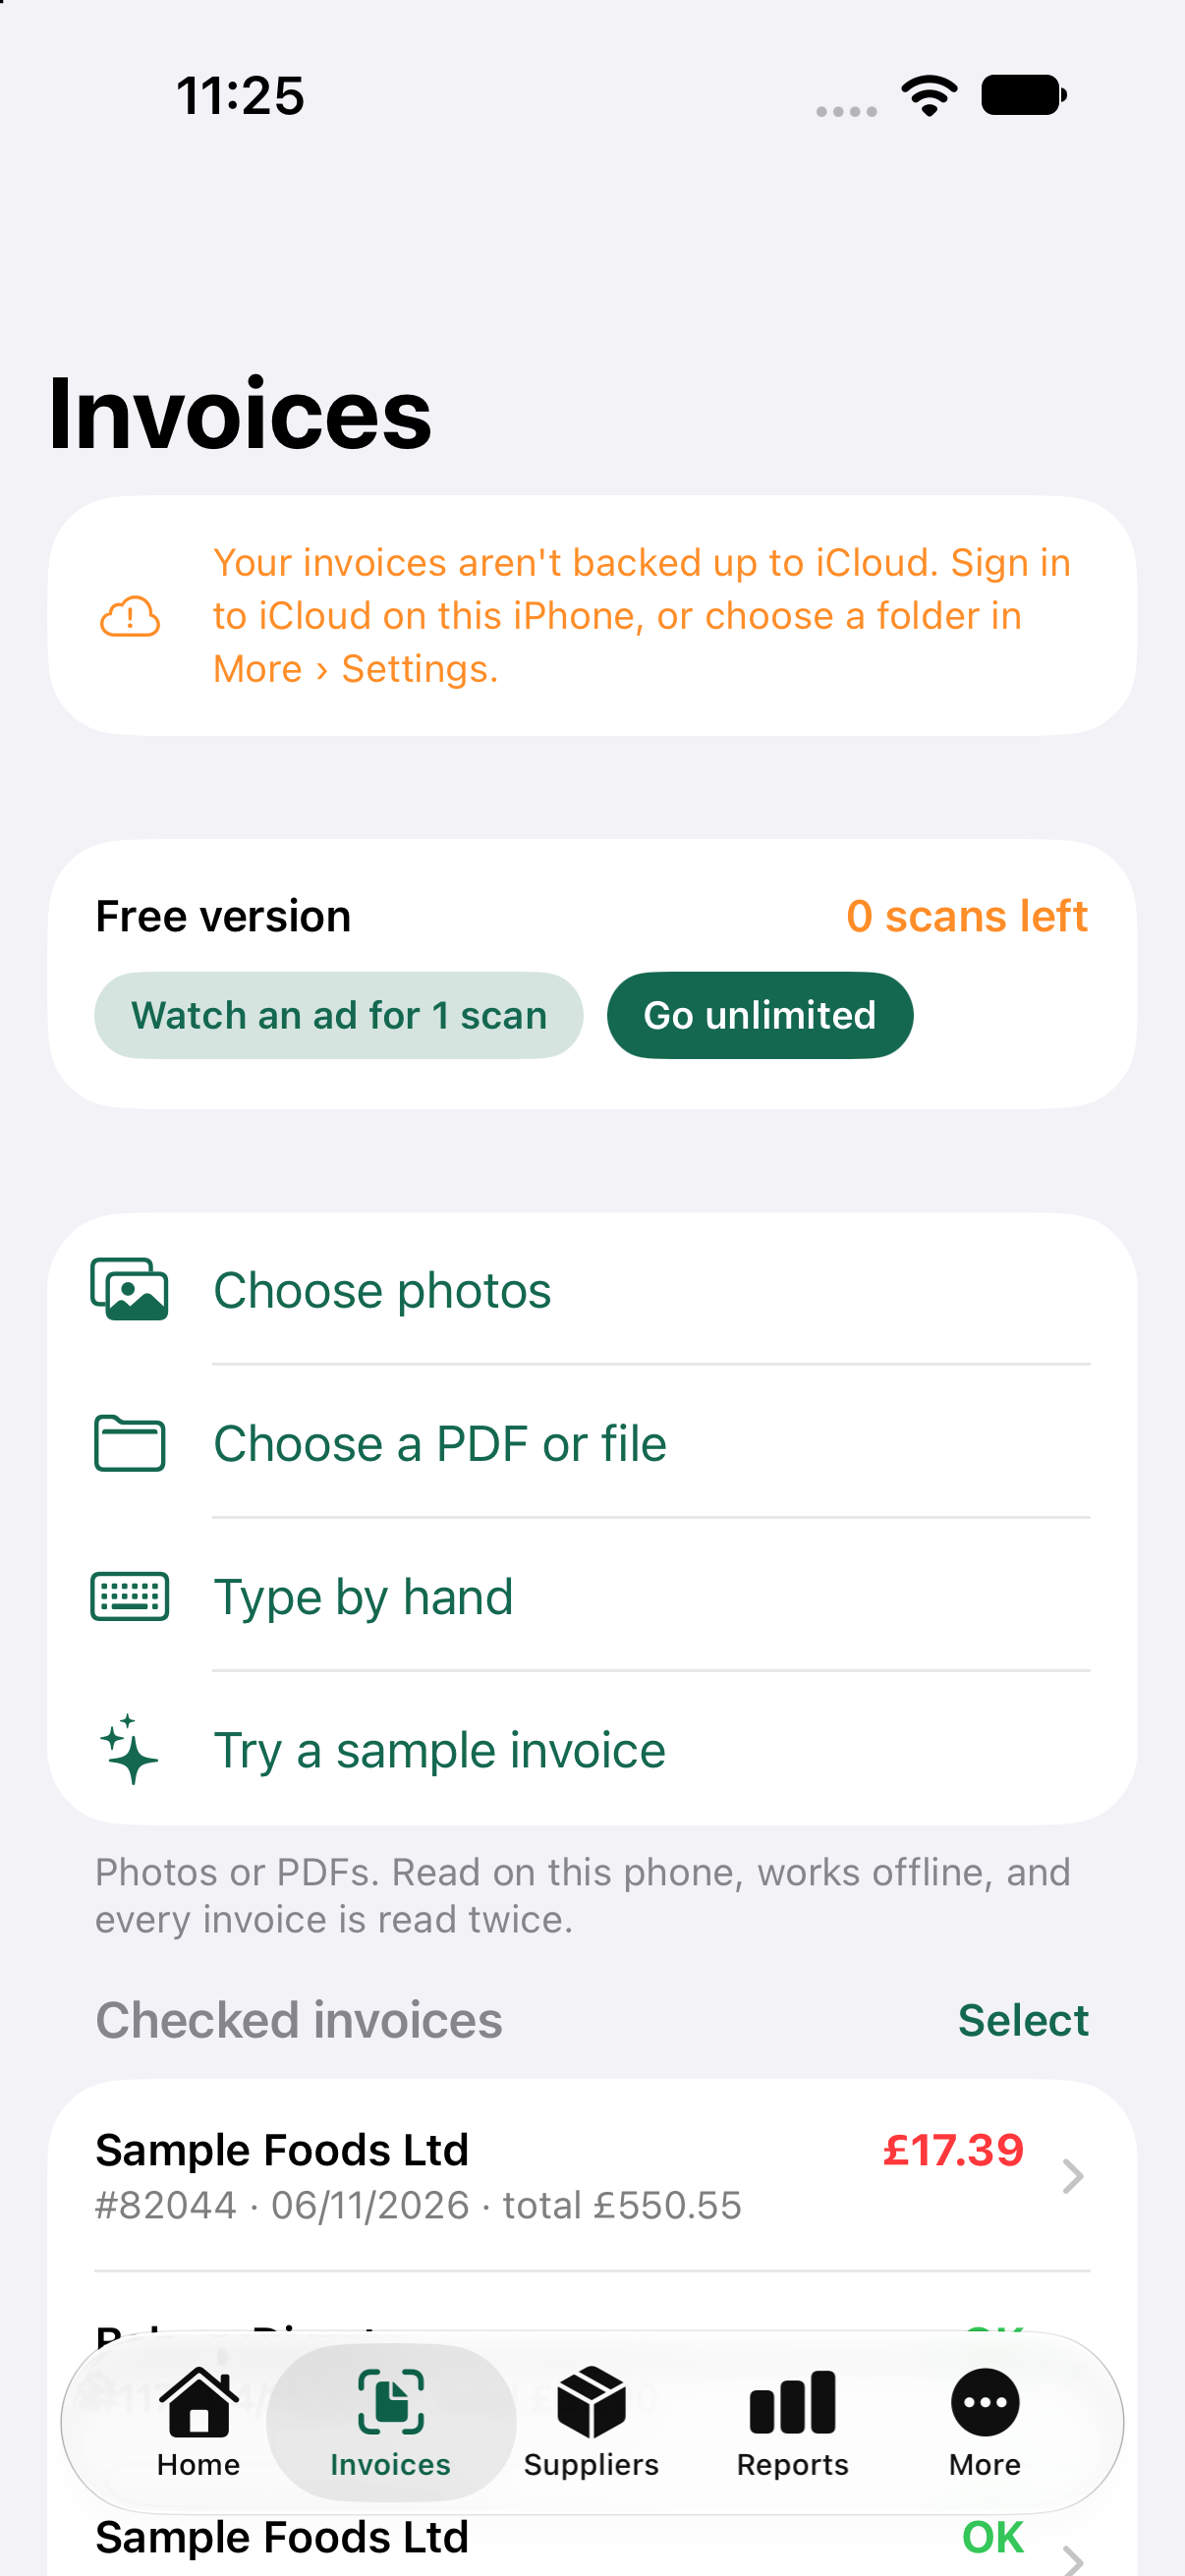 11:25
Invoices
Your invoices aren't backed up to iCloud. Sign in
to iCloud on this iPhone, or choose a folder in
More › Settings.
Free version 0 scans left
Watch an ad for 1 scan Go unlimited
Choose photos
Choose a PDF or file
Type by hand
Try a sample invoice
Photos or PDFs. Read on this phone, works offline, and
every invoice is read twice.
Checked invoices Select
Sample Foods Ltd £17.39
#82044 · 06/11/2026 · total £550.55
Home Invoices Suppliers Reports More
Sample Foods Ltd OK